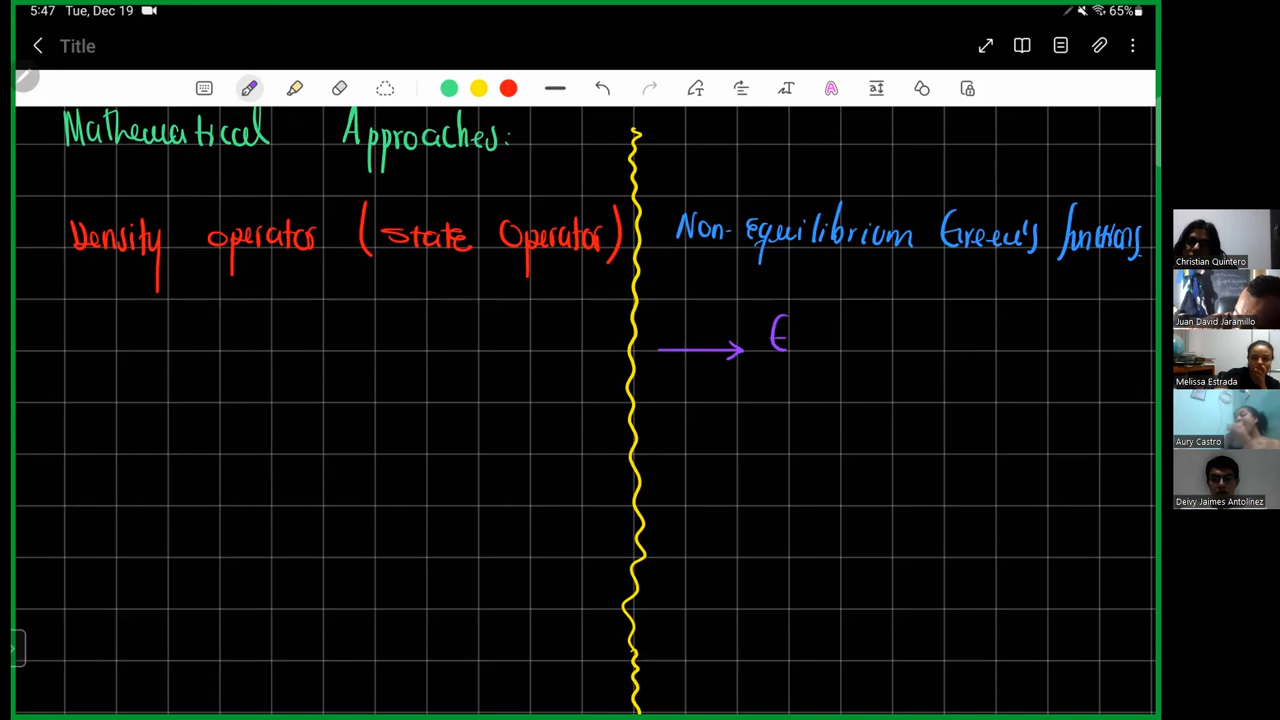 5:47 Tue, Dec 19
65%
Title
Mathematical Approaches:
Density operator (state Operator)
Non-Equilibrium Green's functions.
Christian Quintero
Juan David Jaramillo
Melissa Estrada
Aury Castro
Deivy Jaimes Antolinez